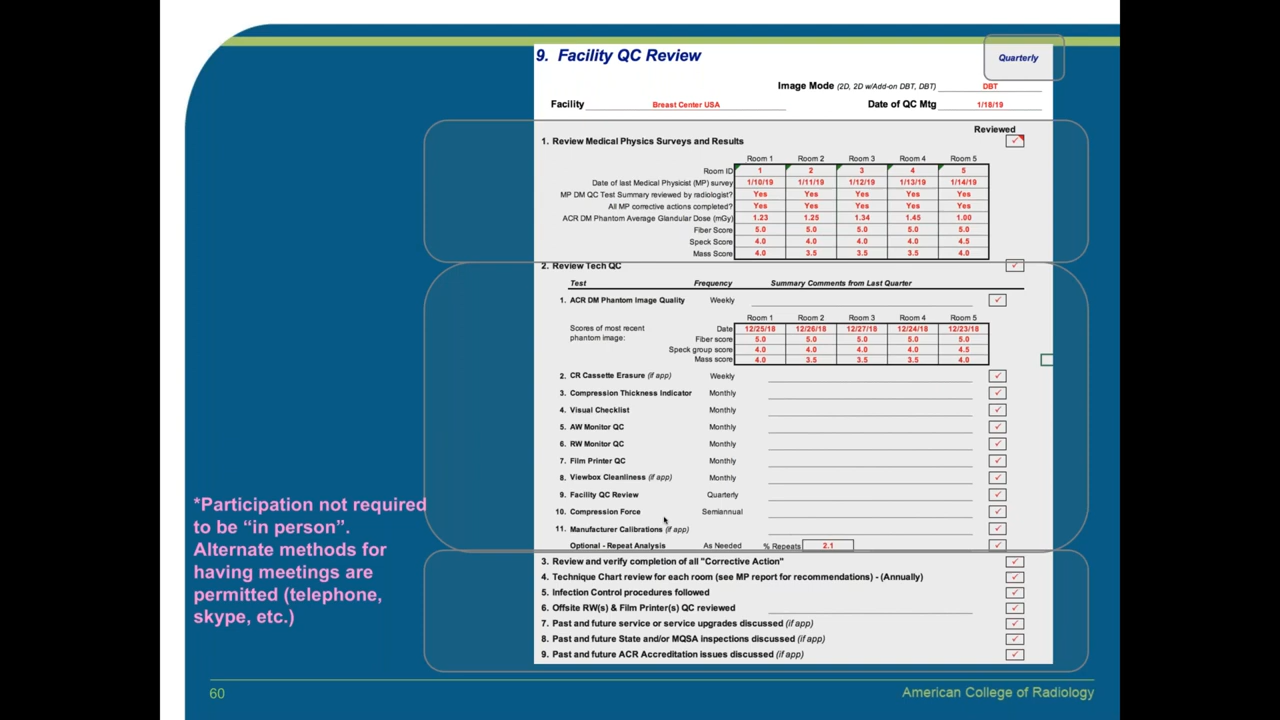 9. Facility QC Review
Quarterly
Image Mode (2D, 2D w/Add-on DBT, DBT) DBT
Facility Breast Center USA Date of QC Mtg 1/18/19
Reviewed
1. Review Medical Physics Surveys and Results ✓
Room 1 Room 2 Room 3 Room 4 Room 5
Room ID 1 2 3 4 5
Date of last Medical Physicist (MP) survey 1/10/19 1/11/19 1/12/19 1/13/19 1/14/19
MP DM QC Test Summary reviewed by radiologist? Yes Yes Yes Yes Yes
All MP corrective actions completed? Yes Yes Yes Yes Yes
ACR DM Phantom Average Glandular Dose (mGy) 1.23 1.25 1.34 1.45 1.00
Fiber Score 5.0 5.0 5.0 5.0 5.0
Speck Score 4.0 4.0 4.0 4.0 4.5
Mass Score 4.0 3.5 3.5 3.5 4.0
2. Review Tech QC ✓
Test Frequency Summary Comments from Last Quarter
1. ACR DM Phantom Image Quality Weekly ✓
Room 1 Room 2 Room 3 Room 4 Room 5
Scores of most recent
phantom image:
Date 12/25/18 12/26/18 12/27/18 12/24/18 12/23/18
Fiber score 5.0 5.0 5.0 5.0 5.0
Speck group score 4.0 4.0 4.0 4.0 4.5
Mass score 4.0 3.5 3.5 3.5 4.0
2. CR Cassette Erasure (if app) Weekly ✓
3. Compression Thickness Indicator Monthly ✓
4. Visual Checklist Monthly ✓
5. AW Monitor QC Monthly ✓
6. RW Monitor QC Monthly ✓
7. Film Printer QC Monthly ✓
8. Viewbox Cleanliness (if app) Monthly ✓
9. Facility QC Review Quarterly ✓
10. Compression Force Semiannual ✓
11. Manufacturer Calibrations (if app) ✓
Optional - Repeat Analysis As Needed % Repeats 2.1 ✓
3. Review and verify completion of all "Corrective Action" ✓
4. Technique Chart review for each room (see MP report for recommendations) - (Annually) ✓
5. Infection Control procedures followed ✓
6. Offsite RW(s) & Film Printer(s) QC reviewed ✓
7. Past and future service or service upgrades discussed (if app) ✓
8. Past and future State and/or MQSA inspections discussed (if app) ✓
9. Past and future ACR Accreditation issues discussed (if app) ✓
*Participation not required
to be “in person”.
Alternate methods for
having meetings are
permitted (telephone,
skype, etc.)
60
American College of Radiology